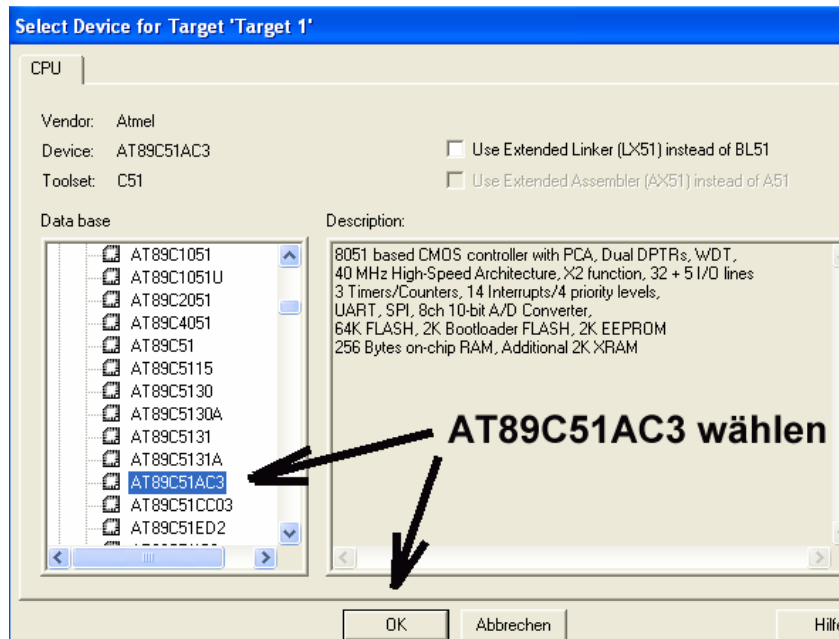 Select Device for Target 'Target 1'
CPU
Vendor: Atmel
Device: AT89C51AC3
Toolset: C51
Use Extended Linker (LX51) instead of BL51
Use Extended Assembler (AX51) instead of A51
Data base
AT89C1051
AT89C1051U
AT89C2051
AT89C4051
AT89C51
AT89C5115
AT89C5130
AT89C5130A
AT89C5131
AT89C5131A
AT89C51AC3
AT89C51CC03
AT89C51ED2
Description:
8051 based CMOS controller with PCA, Dual DPTRs, WDT,
40 MHz High-Speed Architecture, X2 function, 32 + 5 I/O lines
3 Timers/Counters, 14 Interrupts/4 priority levels,
UART, SPI, 8ch 10-bit A/D Converter,
64K FLASH, 2K Bootloader FLASH, 2K EEPROM
256 Bytes on-chip RAM, Additional 2K XRAM
AT89C51AC3 wählen
OK
Abbrechen
Hilfe